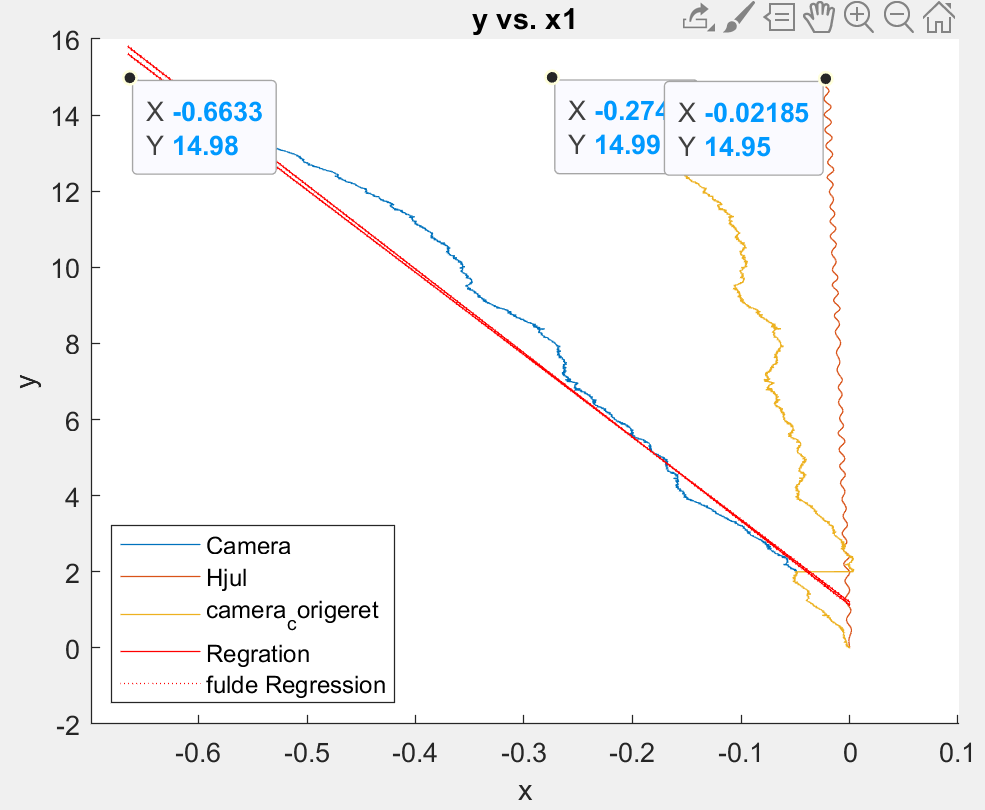 y vs. x1
16
14
12
10
8
6
4
2
0
-2
y
X -0.6633
Y 14.98
X -0.274
Y 14.99
X -0.02185
Y 14.95
Camera
Hjul
camera_corigeret
Regration
fulde Regression
-0.6
-0.5
-0.4
-0.3
-0.2
-0.1
0
0.1
x